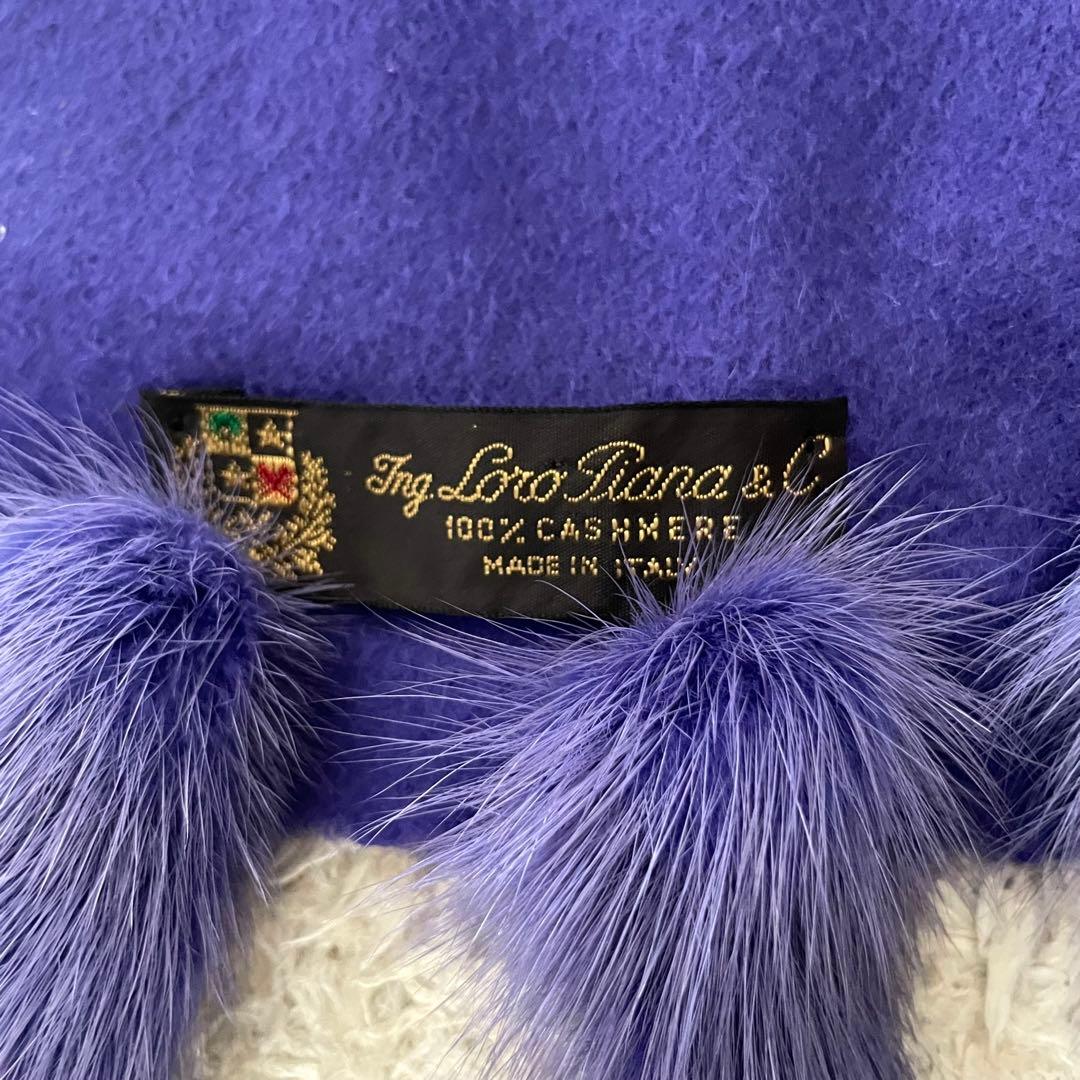 Ing Loro Piana & C
100% CASHMERE
MADE IN ITALY